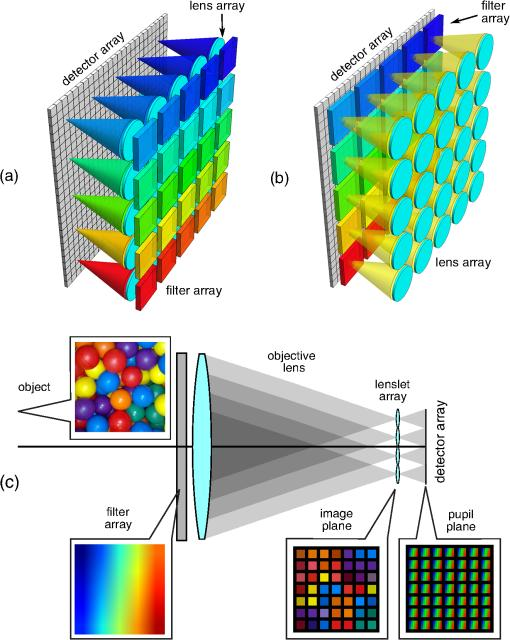 lens array
detector array
(a)
filter array
filter
array
detector array
(b)
lens array
object
objective
lens
lenslet
array
detector array
(c)
filter
array
image
plane
pupil
plane